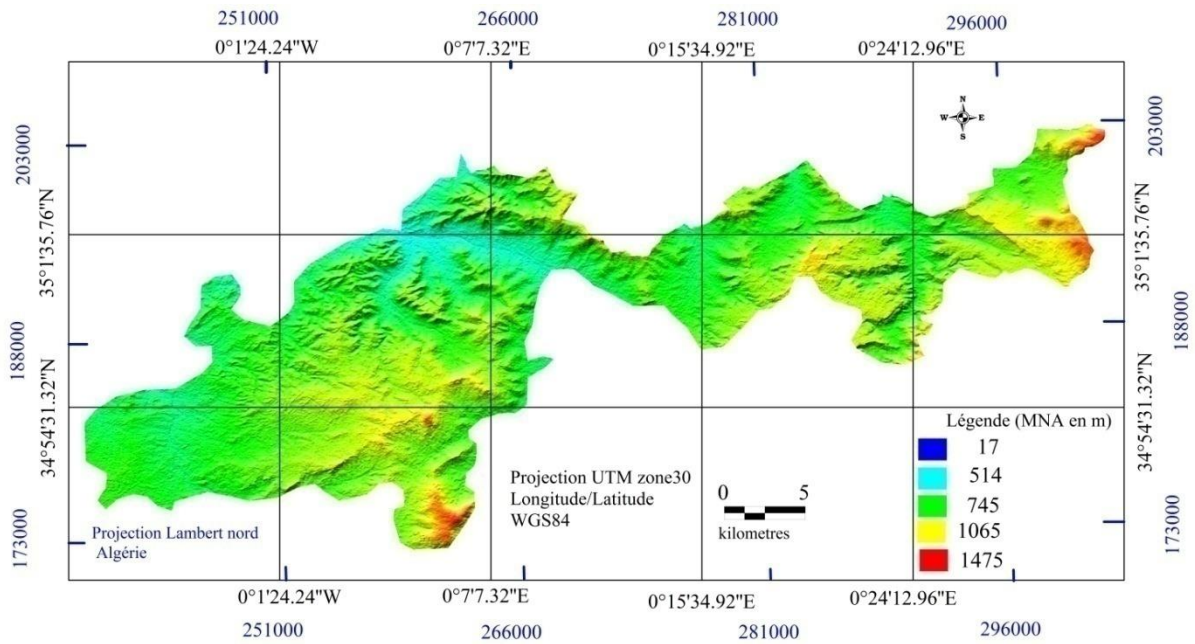 251000 266000 281000 296000
0°1'24.24"W 0°7'7.32"E 0°15'34.92"E 0°24'12.96"E
N
W E
S
203000
35°1'35.76"N
188000
34°54'31.32"N
173000
203000
35°1'35.76"N
188000
34°54'31.32"N
173000
Légende (MNA en m)
17
514
745
1065
1475
Projection UTM zone30
Longitude/Latitude
WGS84
0 5
kilometres
Projection Lambert nord
Algérie
0°1'24.24"W 0°7'7.32"E 0°15'34.92"E 0°24'12.96"E
251000 266000 281000 296000